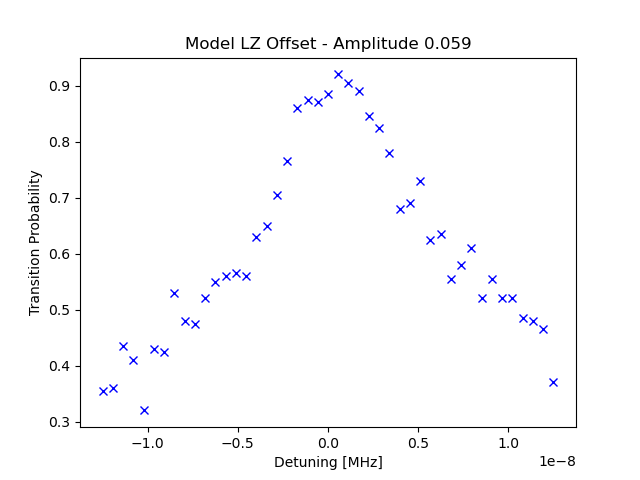 Model LZ Offset - Amplitude 0.059
Transition Probability
0.9
0.8
0.7
0.6
0.5
0.4
0.3
−1.0 −0.5 0.0 0.5 1.0
1e−8
Detuning [MHz]